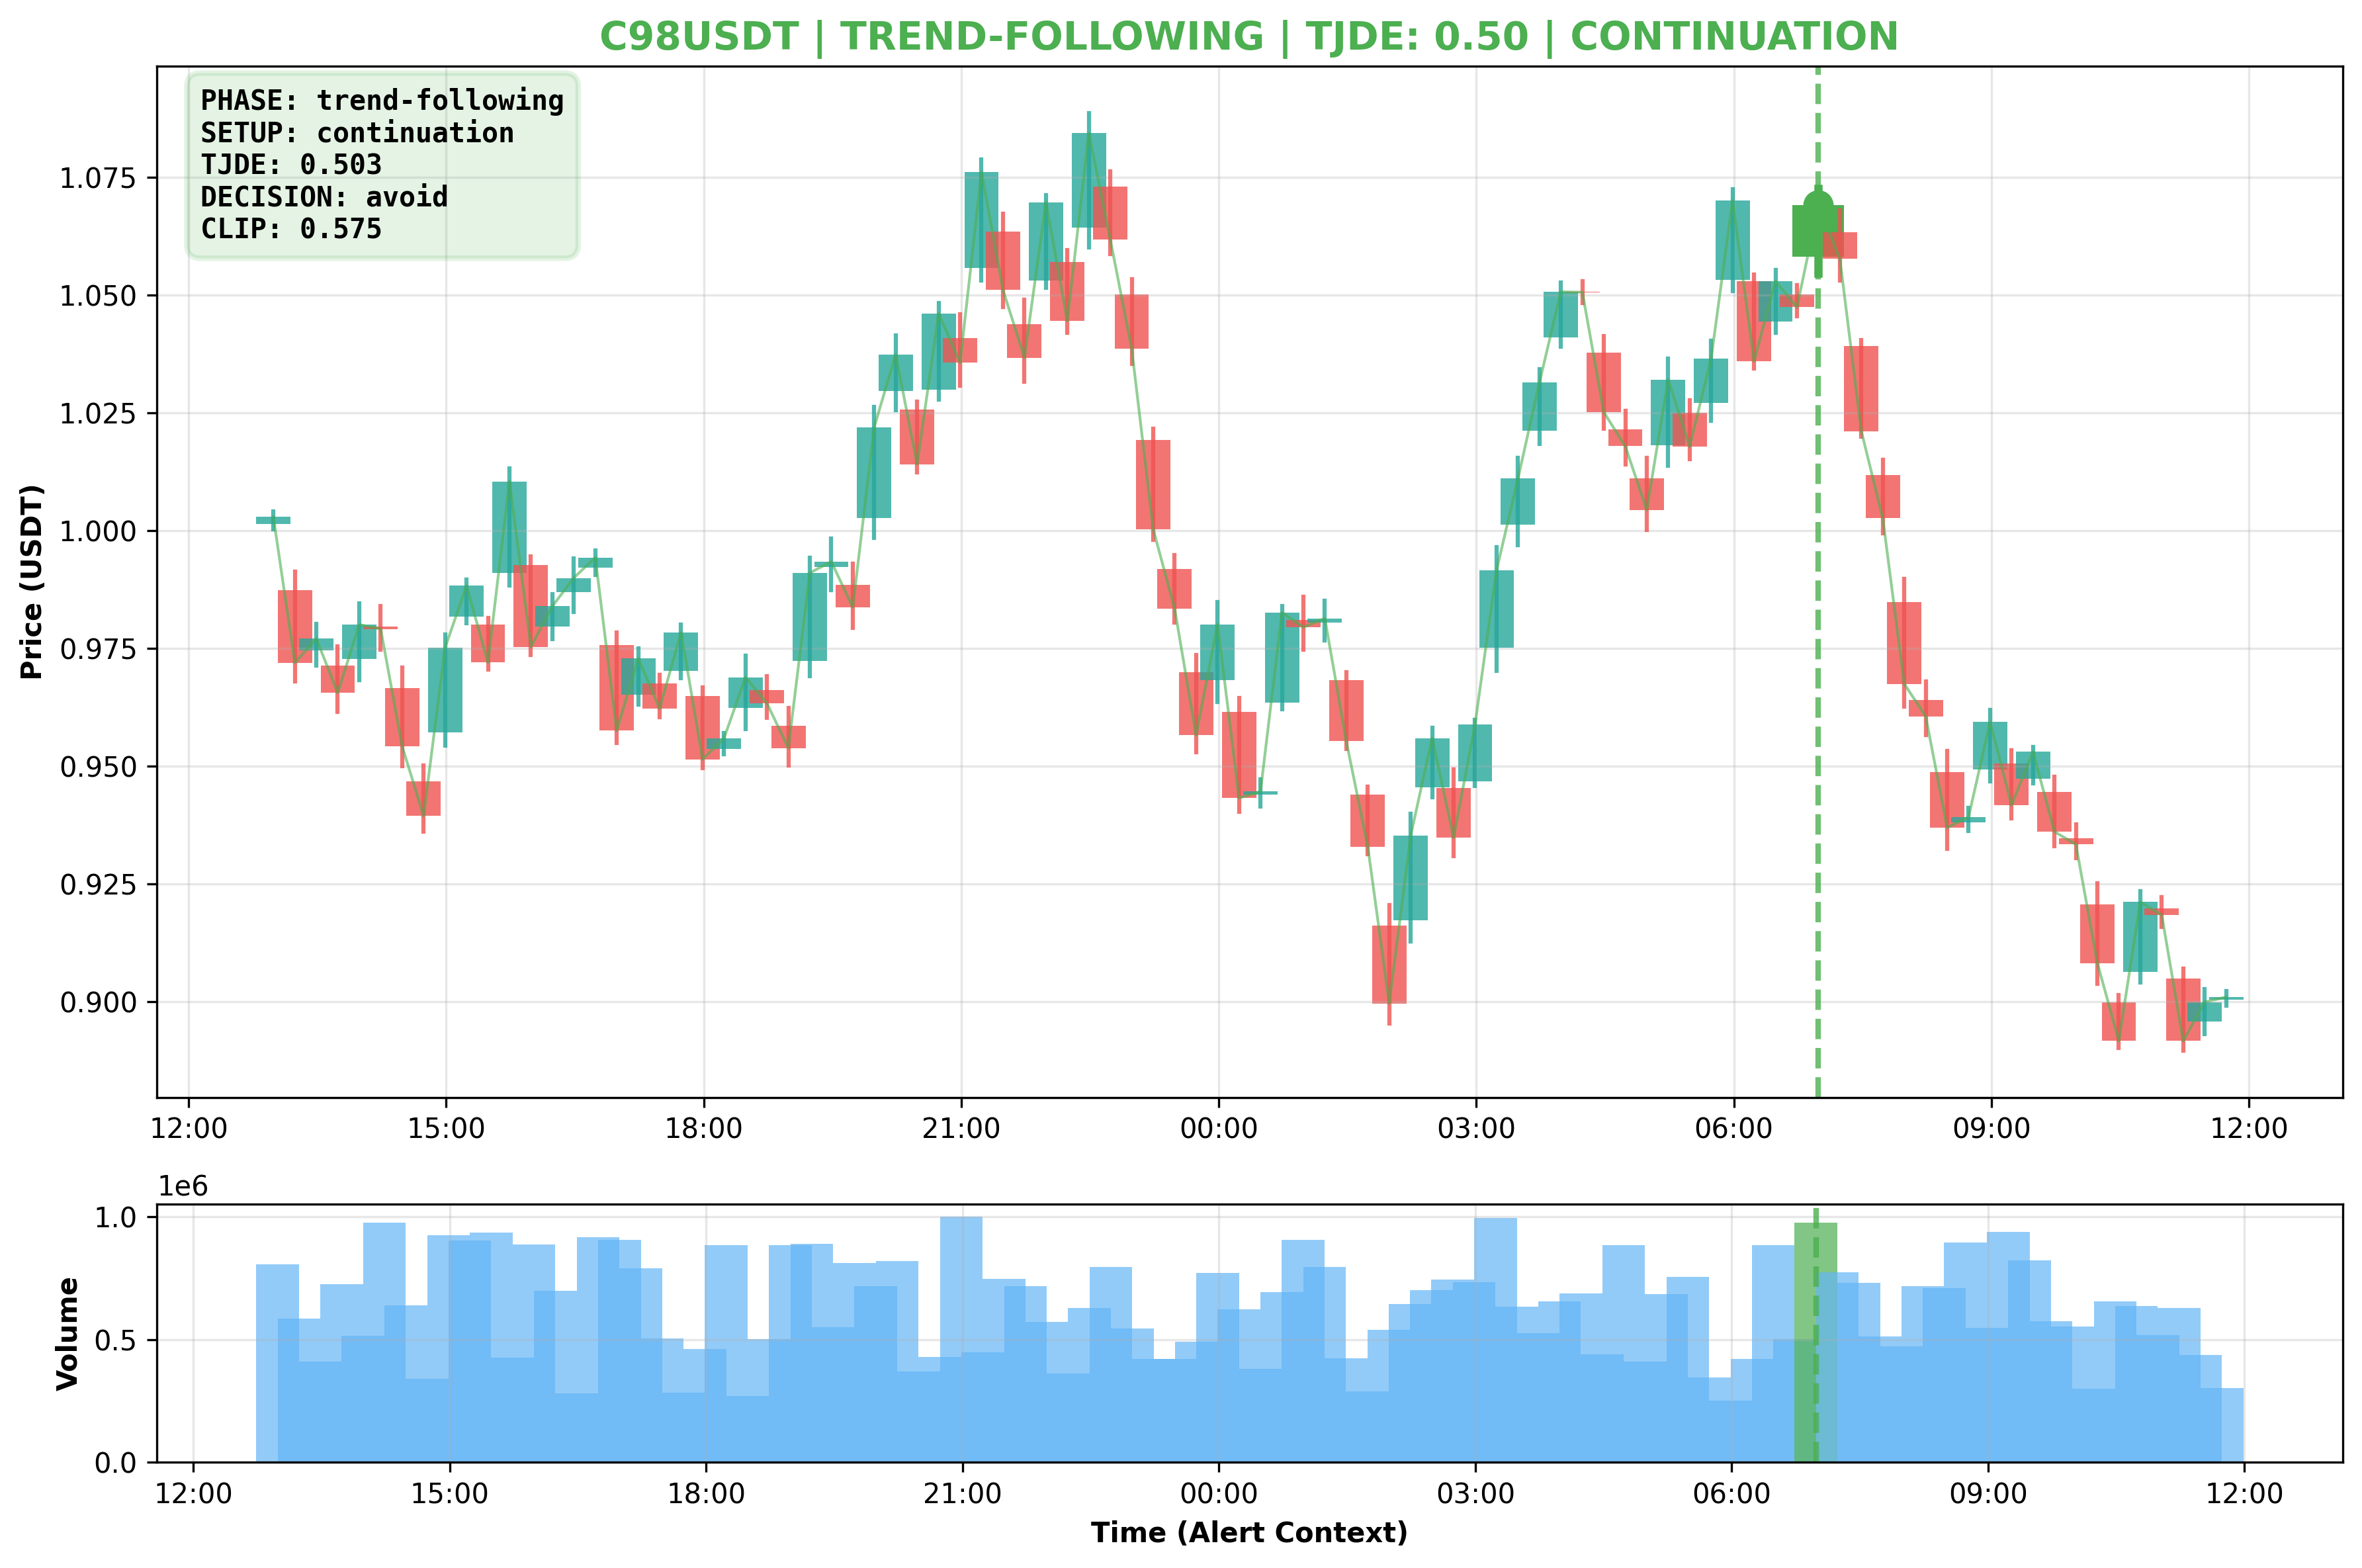 C98USDT | TREND-FOLLOWING | TJDE: 0.50 | CONTINUATION
PHASE: trend-following
SETUP: continuation
TJDE: 0.503
DECISION: avoid
CLIP: 0.575
Price (USDT)
1.075
1.050
1.025
1.000
0.975
0.950
0.925
0.900
12:00 15:00 18:00 21:00 00:00 03:00 06:00 09:00 12:00
1e6
Volume
1.0
0.5
0.0
12:00 15:00 18:00 21:00 00:00 03:00 06:00 09:00 12:00
Time (Alert Context)